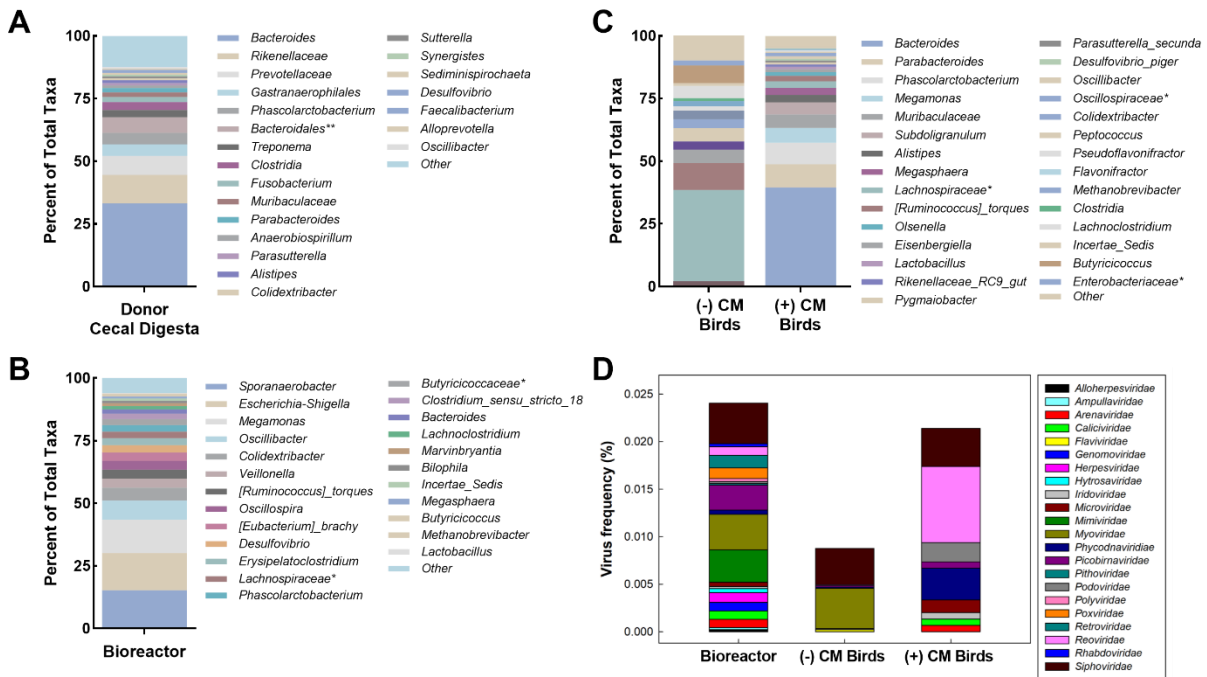 A
Percent of Total Taxa
100
75
50
25
0
Donor
Cecal Digesta
Bacteroides
Rikenellaceae
Prevotellaceae
Gastranaerophilales
Phascolarctobacterium
Bacteroidales**
Treponema
Clostridia
Fusobacterium
Muribaculaceae
Parabacteroides
Anaerobiospirillum
Parasutterella
Alistipes
Colidextribacter
Sutterella
Synergistes
Sediminispirochaeta
Desulfovibrio
Faecalibacterium
Alloprevotella
Oscillibacter
Other
B
Percent of Total Taxa
100
75
50
25
0
Bioreactor
Sporanaerobacter
Escherichia-Shigella
Megamonas
Oscillibacter
Colidextribacter
Veillonella
[Ruminococcus]_torques
Oscillospira
[Eubacterium]_brachy
Desulfovibrio
Erysipelatoclostridium
Lachnospiraceae*
Phascolarctobacterium
Butyricicoccaceae*
Clostridium_sensu_stricto_18
Bacteroides
Lachnoclostridium
Marvinbryantia
Bilophila
Incertae_Sedis
Megasphaera
Butyricicoccus
Methanobrevibacter
Lactobacillus
Other
C
Percent of Total Taxa
100
75
50
25
0
(-) CM
Birds
(+) CM
Birds
Bacteroides
Parabacteroides
Phascolarctobacterium
Megamonas
Muribaculaceae
Subdoligranulum
Alistipes
Megasphaera
Lachnospiraceae*
[Ruminococcus]_torques
Olsenella
Eisenbergiella
Lactobacillus
Rikenellaceae_RC9_gut
Pygmaiobacter
Parasutterella_secunda
Desulfovibrio_piger
Oscillibacter
Oscillospiraceae*
Colidextribacter
Peptococcus
Pseudoflavonifractor
Flavonifractor
Methanobrevibacter
Clostridia
Lachnoclostridium
Incertae_Sedis
Butyricicoccus
Enterobacteriaceae*
Other
D
Virus frequency (%)
0.025
0.020
0.015
0.010
0.005
0.000
Bioreactor
(-) CM Birds
(+) CM Birds
Alloherpesviridae
Ampullaviridae
Arenaviridae
Caliciviridae
Flaviviridae
Genomoviridae
Herpesviridae
Hytrosaviridae
Iridoviridae
Microviridae
Mimiviridae
Myoviridae
Phycodnaviridiae
Picobirnaviridae
Pithoviridae
Podoviridae
Polyviridae
Poxviridae
Retroviridae
Reoviridae
Rhabdoviridae
Siphoviridae